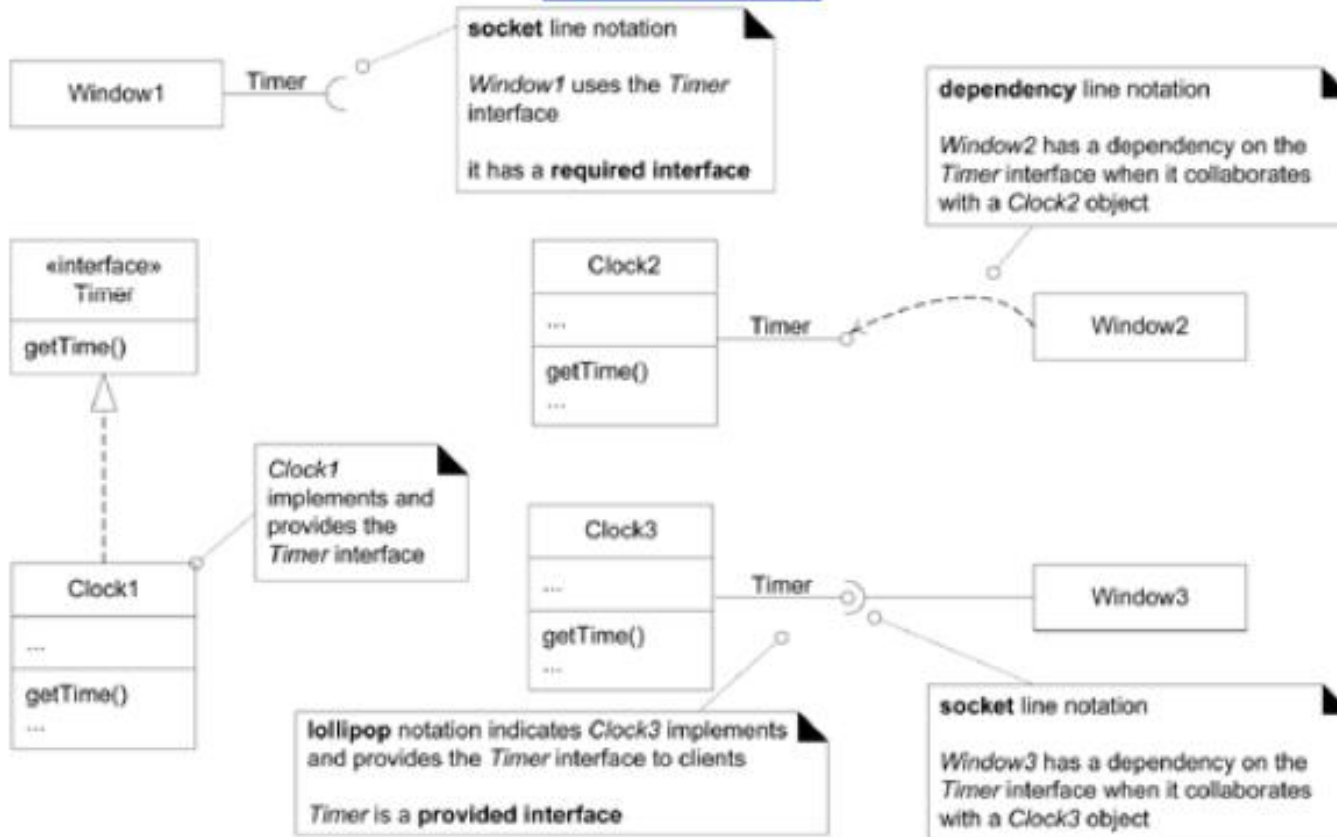 socket line notation
Window1 uses the Timer
interface
it has a required interface
Window1
Timer
dependency line notation
Window2 has a dependency on the
Timer interface when it collaborates
with a Clock2 object
«interface»
Timer
getTime()
Clock2
...
getTime()
...
Timer
Window2
Clock1
implements and
provides the
Timer interface
Clock1
...
getTime()
...
Clock3
...
getTime()
...
Timer
Window3
lollipop notation indicates Clock3 implements
and provides the Timer interface to clients
Timer is a provided interface
socket line notation
Window3 has a dependency on the
Timer interface when it collaborates
with a Clock3 object